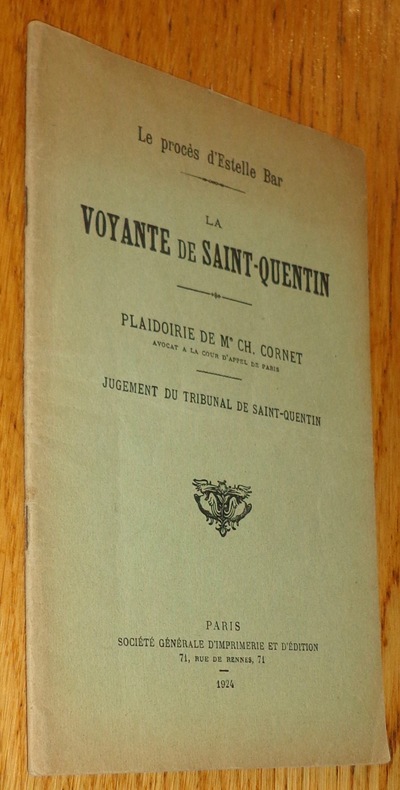 Le procès d'Estelle Bar
LA
VOYANTE DE SAINT-QUENTIN
PLAIDOIRIE DE Mᵉ CH. CORNET
AVOCAT A LA COUR D'APPEL DE PARIS
JUGEMENT DU TRIBUNAL DE SAINT-QUENTIN
PARIS
SOCIÉTÉ GÉNÉRALE D'IMPRIMERIE ET D'ÉDITION
71, RUE DE RENNES, 71
1924